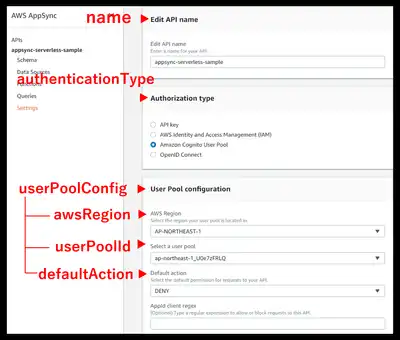 AWS AppSync
name
Edit API name
APIs
appsync-serverless-sample
Edit API name
Enter a name for your API.
appsync-serverless-sample
Schema
Data Sources
authenticationType
Functions
Queries
Settings
Authorization type
API key
AWS Identity and Access Management (IAM)
Amazon Cognito User Pool
OpenID Connect
userPoolConfig
User Pool configuration
awsRegion
AWS Region
Select the region your user pool is located in.
AP-NORTHEAST-1
userPoolId
Select a user pool
ap-northeast-1_U0x7zFRLQ
defaultAction
Default action
Select the default permission for requests to your API.
DENY
AppId client regex
(Optional) Type a regular expression to allow or block requests to this API.